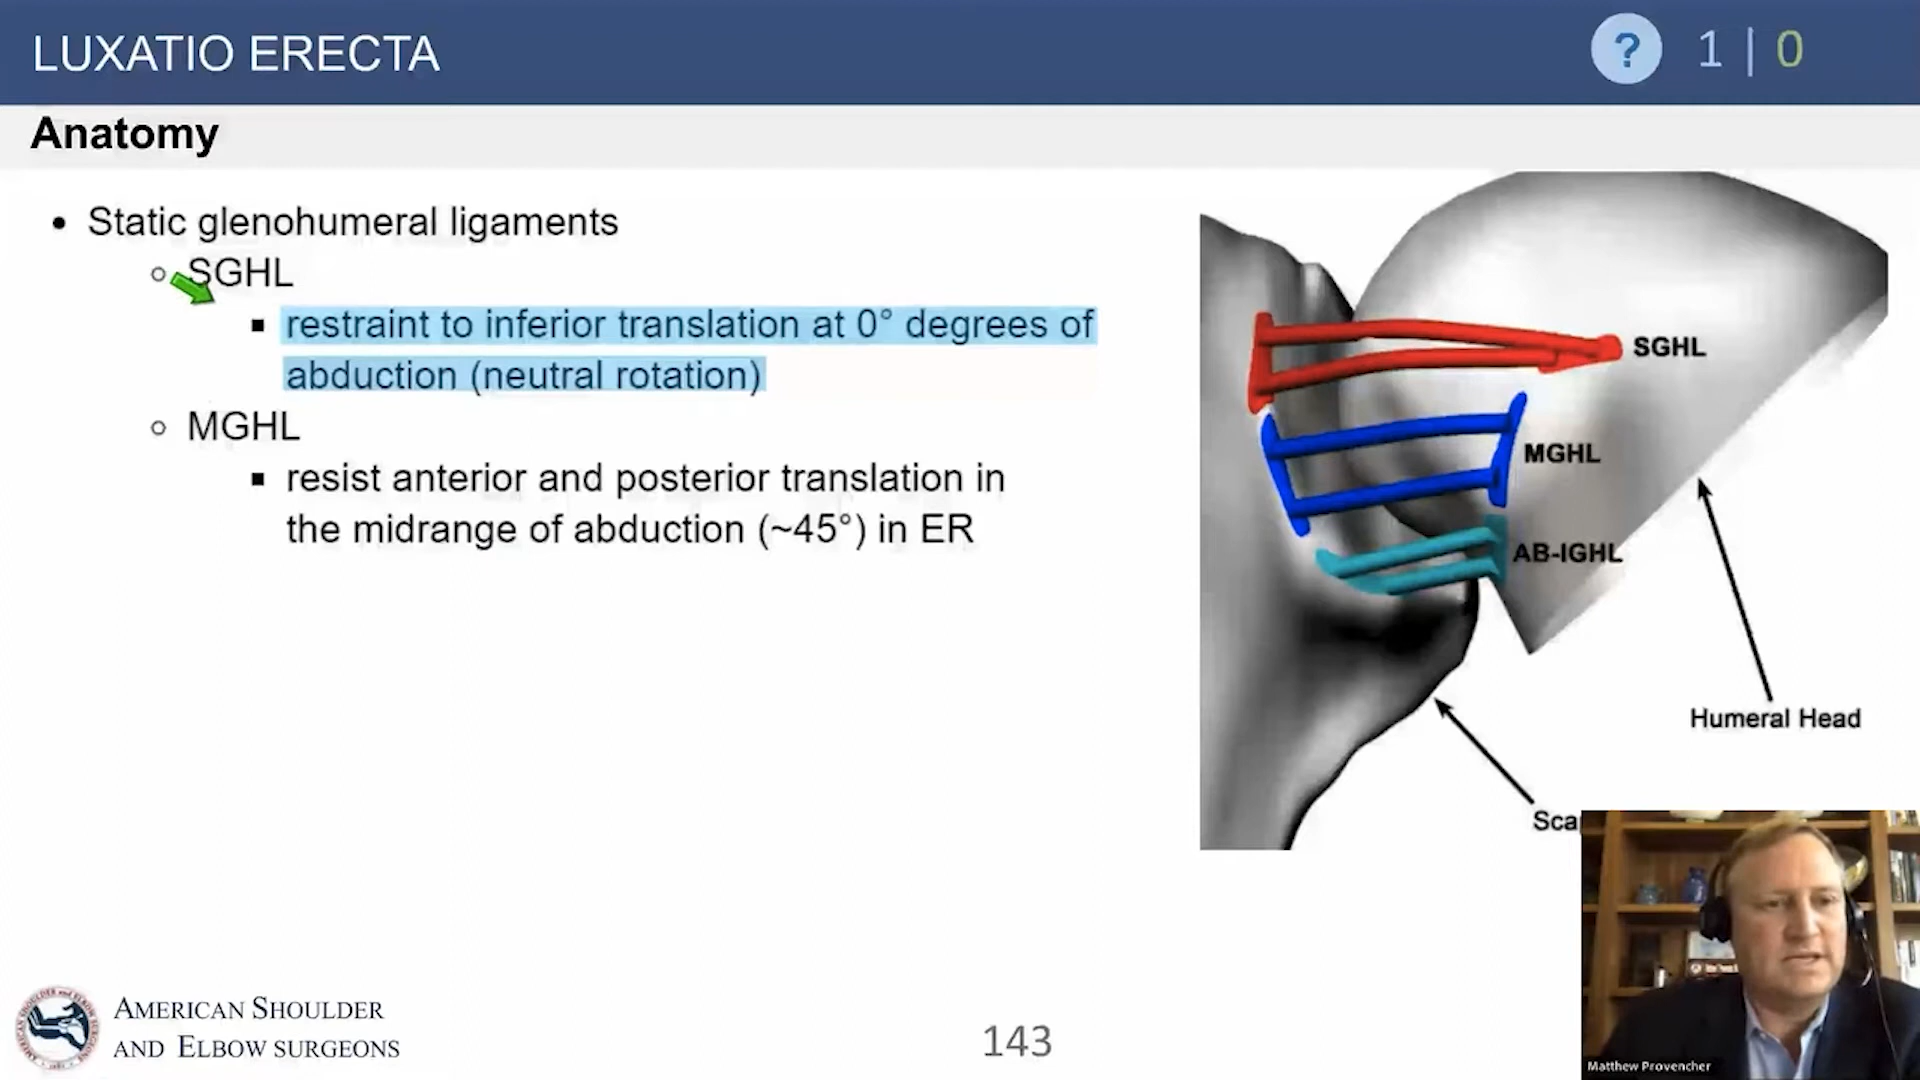 LUXATIO ERECTA
? 1 | 0
Anatomy
• Static glenohumeral ligaments
SGHL
▪ restraint to inferior translation at 0° degrees of
abduction (neutral rotation)
MGHL
▪ resist anterior and posterior translation in
the midrange of abduction (~45°) in ER
SGHL
MGHL
AB-IGHL
Humeral Head
Sca
AMERICAN SHOULDER
AND ELBOW SURGEONS
143
Matthew Provencher